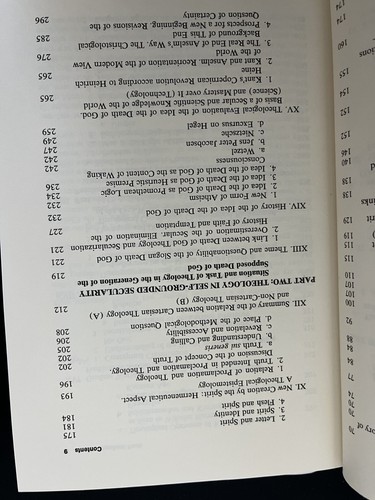 Contents 9
2. Letter and Spirit 175
3. Spirit and Identity 181
4. Flesh and Spirit 184
XI. New Creation by the Spirit: Hermeneutical Aspect. 193
A Theological Epistemology
1. Relation of Proclamation and Theology 196
2. Truth Intended in Proclamation and Theology. 202
Discussion of the Concept of Truth 202
a. Truth sui generis 205
b. Understanding and Calling 206
c. Revelation and Accessibility 208
d. Place of the Methodological Question
XII. Summary of the Relation between Cartesian Theology (A)
and Non-Cartesian Theology (B) 212
PART TWO: THEOLOGY IN SELF-GROUNDED SECULARITY
Situation and Task of Theology in the Generation of the
Supposed Death of God 219
XIII. Theme and Questionability of the Slogan Death of God 221
1. Link between Death of God Theology and Secularization 221
2. Overestimation of the Secular. Elimination of the
History of Faith and Temptation 227
XIV. History of the Idea of the Death of God 232
1. New Form of Atheism 232
2. Idea of the Death of God as Promethean Logic 234
3. Idea of the Death of God as Heuristic Premise 236
4. Idea of the Death of God as the Content of Waking
Consciousness 242
a. Wetzel 242
b. Jens Peter Jacobsen 247
c. Nietzsche 249
d. Excursus on Hegel 259
XV. Theological Evaluation of the Idea of the Death of God.
Basis of a Secular and Scientific Knowledge of the World
(Science) and Mastery over It (Technology) 265
1. Kant's Copernican Revolution according to Heinrich
Heine 265
2. Kant and Anselm. Reorientation of the Modern View
of the World 276
3. The Real End of Anselm's Way. The Christological
Background of This End 285
4. Prospects for a New Beginning. Revisions of the
Question of Certainty 296